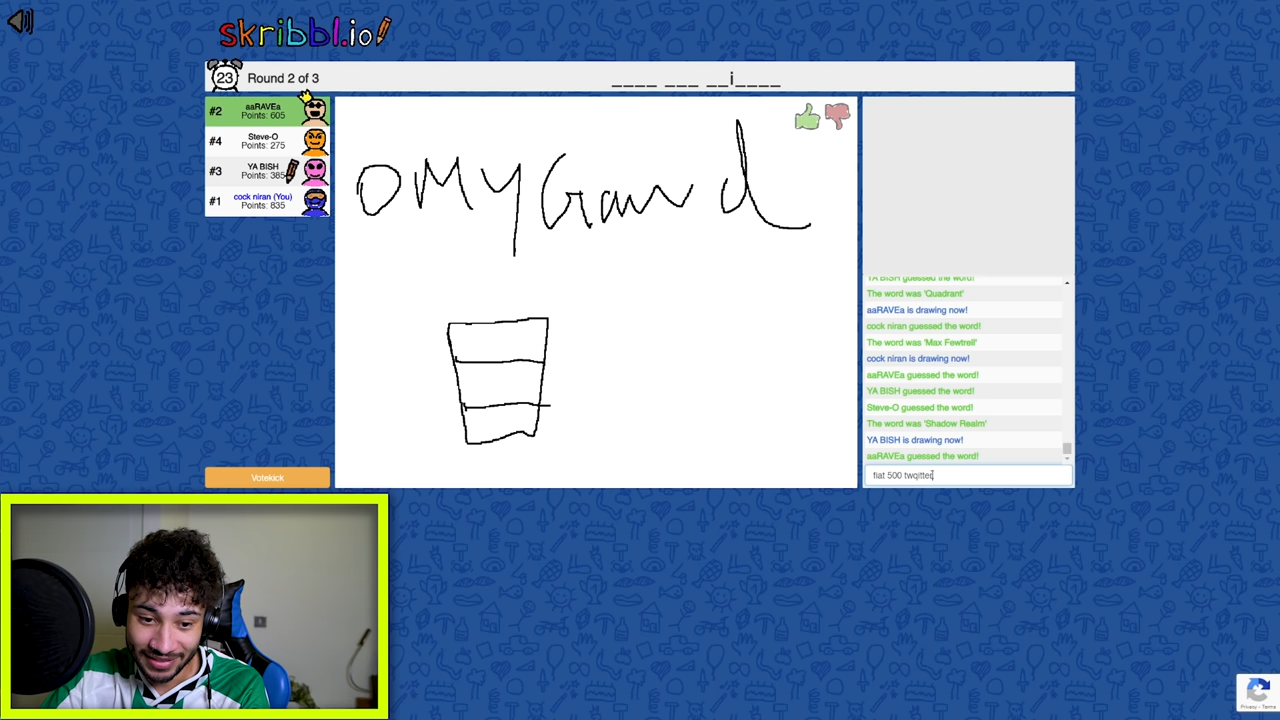 skribbl.io
23
Round 2 of 3
____ ___ __i____
#2
aaRAVEa
Points: 605
#4
Steve-O
Points: 275
#3
YA BISH
Points: 385
#1
cock niran (You)
Points: 835
Votekick
OMYGrand
YA BISH guessed the word!
The word was 'Quadrant'
aaRAVEa is drawing now!
cock niran guessed the word!
The word was 'Max Fewtrell'
cock niran is drawing now!
aaRAVEa guessed the word!
YA BISH guessed the word!
Steve-O guessed the word!
The word was 'Shadow Realm'
YA BISH is drawing now!
aaRAVEa guessed the word!
fiat 500 twqitter
Privacy - Terms